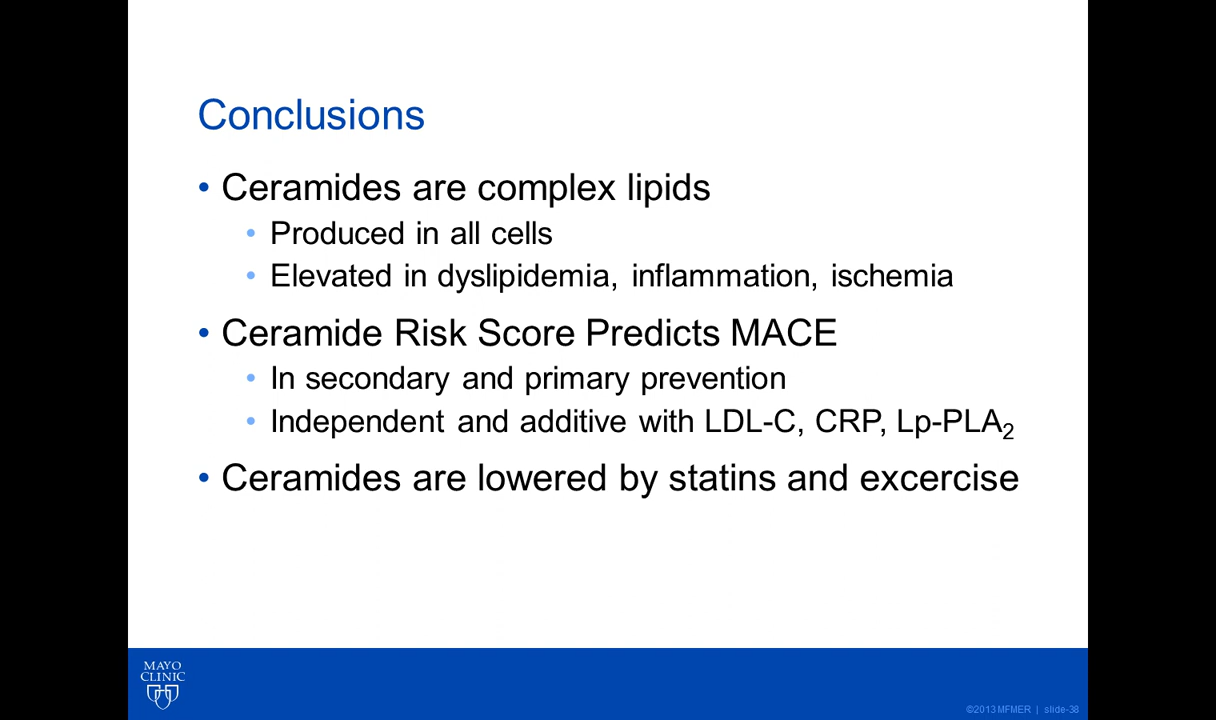 Conclusions
• Ceramides are complex lipids
• Produced in all cells
• Elevated in dyslipidemia, inflammation, ischemia
• Ceramide Risk Score Predicts MACE
• In secondary and primary prevention
• Independent and additive with LDL-C, CRP, Lp-PLA₂
• Ceramides are lowered by statins and excercise
MAYO
CLINIC
©2013 MFMER | slide-38